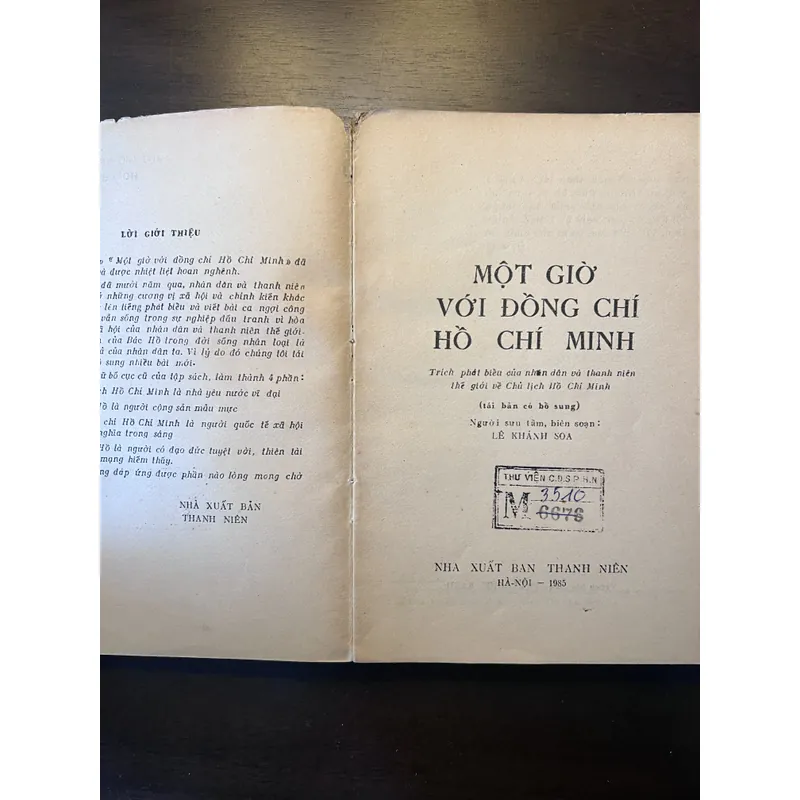 LỜI GIỚI THIỆU
« Một giờ với đồng chí Hồ Chí Minh » đã
được nhiệt liệt hoan nghênh.
đã mười năm qua, nhân dân và thanh niên
những cương vị xã hội và chính kiến khác
lên tiếng phát biểu và viết bài ca ngợi công
vẫn sống trong sự nghiệp đấu tranh vì hòa
xã hội của nhân dân và thanh niên thế giới.
của Bác Hồ trong đời sống nhân loại là
của nhân dân ta. Vì lý do đó chúng tôi tái
sung nhiều bài mới.
bố cục cũ của tập sách, làm thành 4 phần:
Hồ Chí Minh là nhà yêu nước vĩ đại
Hồ là người cộng sản mẫu mực
chí Hồ Chí Minh là người quốc tế xã hội
nghĩa trong sáng
Hồ là người có đạo đức tuyệt vời, thiên tài
mạng hiếm thấy.
đáp ứng được phần nào lòng mong chờ
NHÀ XUẤT BẢN
THANH NIÊN
MỘT GIỜ
VỚI ĐỒNG CHÍ
HỒ CHÍ MINH
Trích phát biểu của nhân dân và thanh niên
thế giới về Chủ tịch Hồ Chí Minh
(tái bản có bổ sung)
Người sưu tầm, biên soạn:
LÊ KHÁNH SOA
THƯ VIỆN C.Đ.S.P H.N
M 3510
6676
NHA XUẤT BAN THANH NIÊN
HÀ-NỘI — 1985